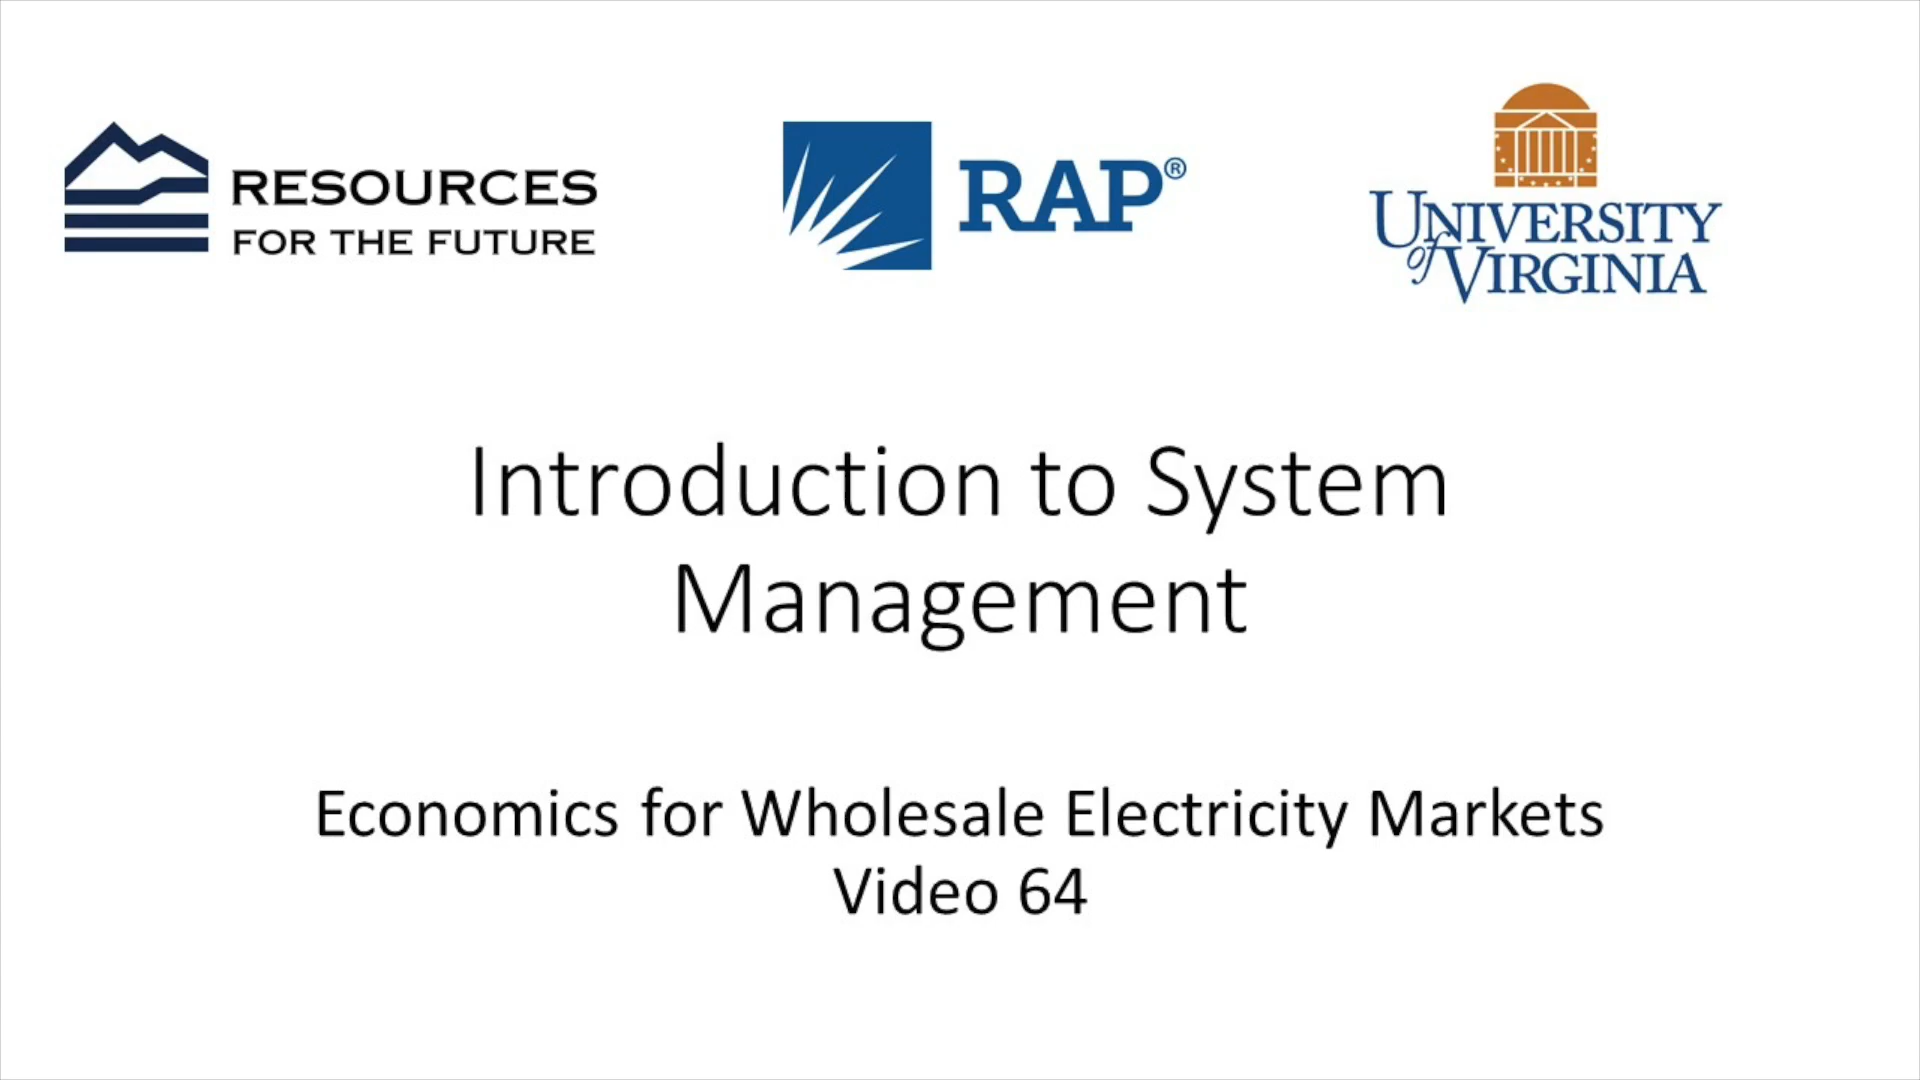 RESOURCES
FOR THE FUTURE
RAP®
UNIVERSITY
of VIRGINIA
Introduction to System
Management
Economics for Wholesale Electricity Markets
Video 64